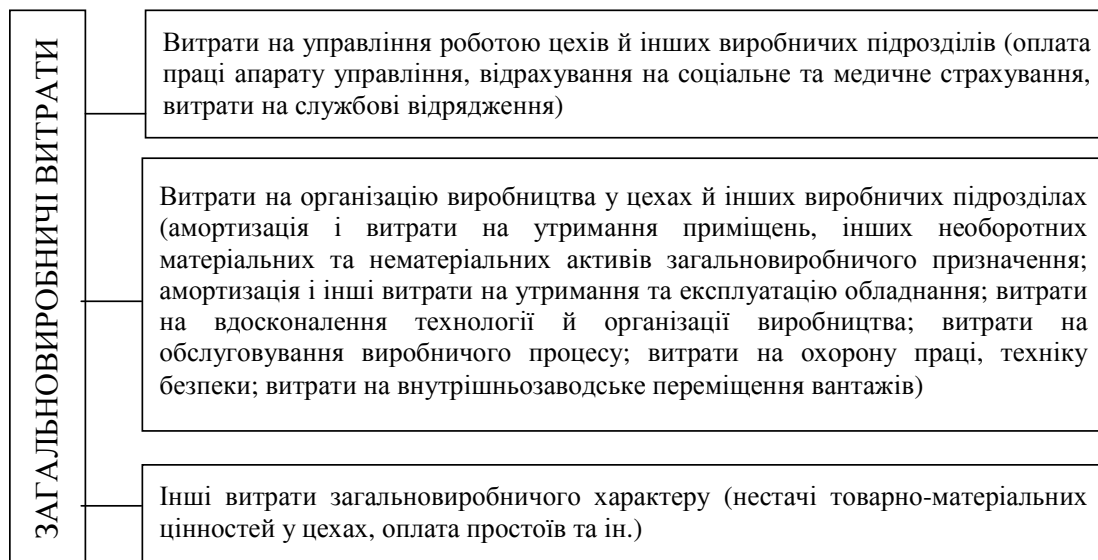 ЗАГАЛЬНОВИРОБНИЧІ ВИТРАТИ
Витрати на управління роботою цехів й інших виробничих підрозділів (оплата
праці апарату управління, відрахування на соціальне та медичне страхування,
витрати на службові відрядження)
Витрати на організацію виробництва у цехах й інших виробничих підрозділах
(амортизація і витрати на утримання приміщень, інших необоротних
матеріальних та нематеріальних активів загальновиробничого призначення;
амортизація і інші витрати на утримання та експлуатацію обладнання; витрати
на вдосконалення технології й організації виробництва; витрати на
обслуговування виробничого процесу; витрати на охорону праці, техніку
безпеки; витрати на внутрішньозаводське переміщення вантажів)
Інші витрати загальновиробничого характеру (нестачі товарно-матеріальних
цінностей у цехах, оплата простоїв та ін.)